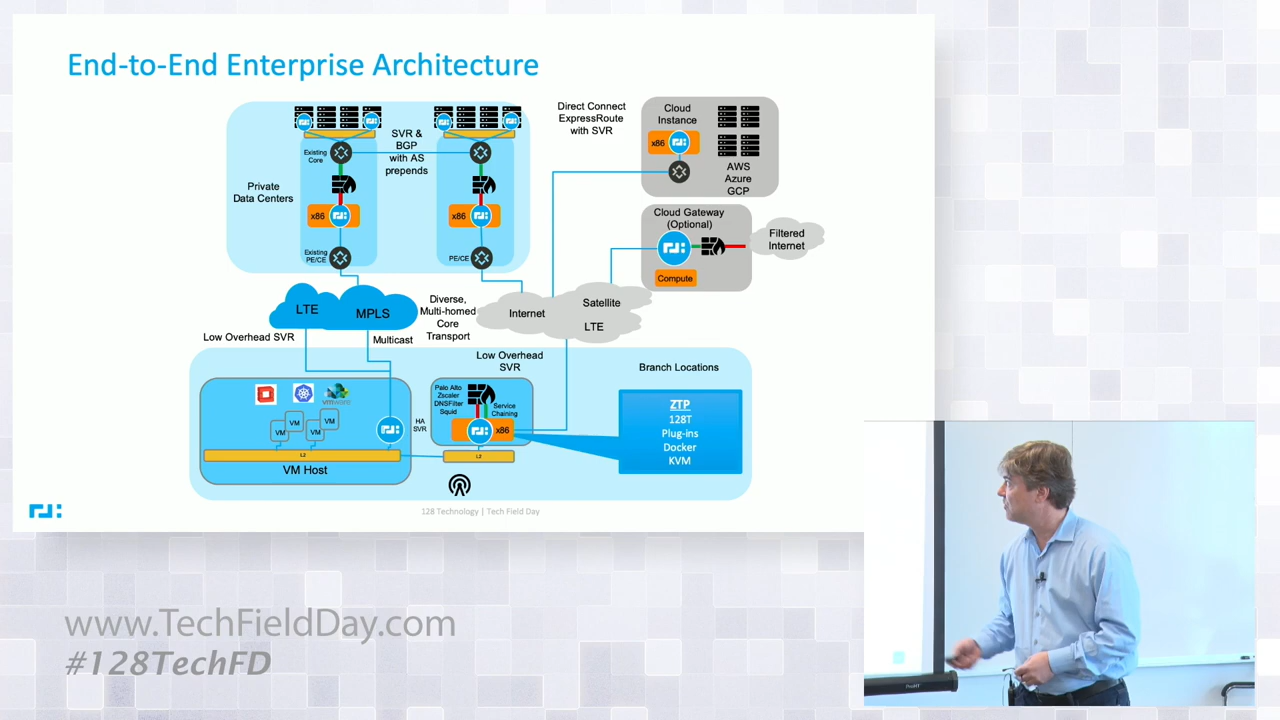 End-to-End Enterprise Architecture
SVR &
BGP
with AS
prepends
Existing
Core
Private
Data Centers
x86
x86
Existing
PE/CE
PE/CE
Direct Connect
ExpressRoute
with SVR
Cloud
Instance
x86
AWS
Azure
GCP
Cloud Gateway
(Optional)
Compute
Filtered
Internet
LTE
MPLS
Diverse,
Multi-homed
Core
Transport
Internet
Satellite
LTE
Low Overhead SVR
Multicast
Low Overhead
SVR
Branch Locations
vmware
VM
VM
VM
VM
L2
VM Host
HA
SVR
Palo Alto
Zscaler
DNSFilter
Squid
Service
Chaining
x86
L2
ZTP
128T
Plug-ins
Docker
KVM
128 Technology | Tech Field Day
www.TechFieldDay.com
#128TechFD